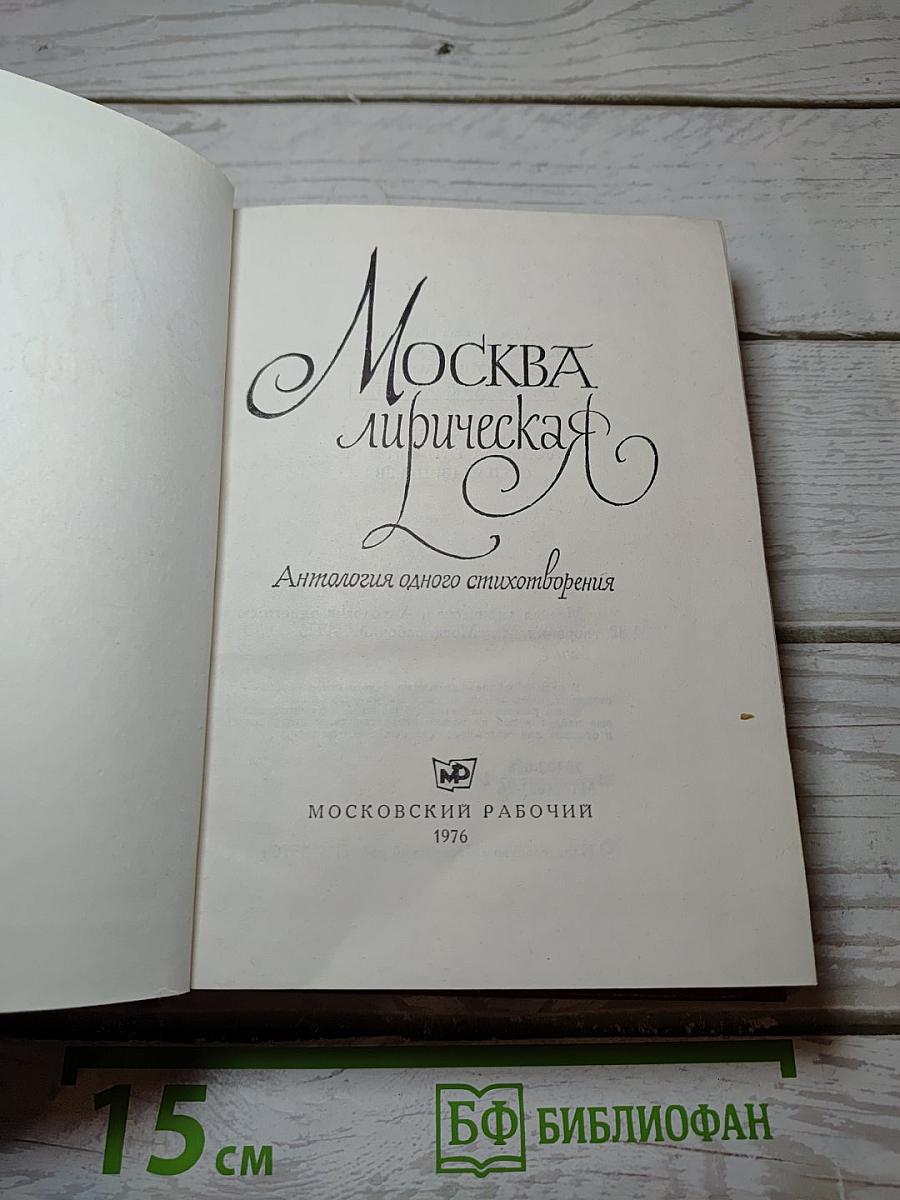 Москва
лирическая
Антология одного стихотворения
МР
МОСКОВСКИЙ РАБОЧИЙ
1976
15 см
БФ БИБЛИОФАН